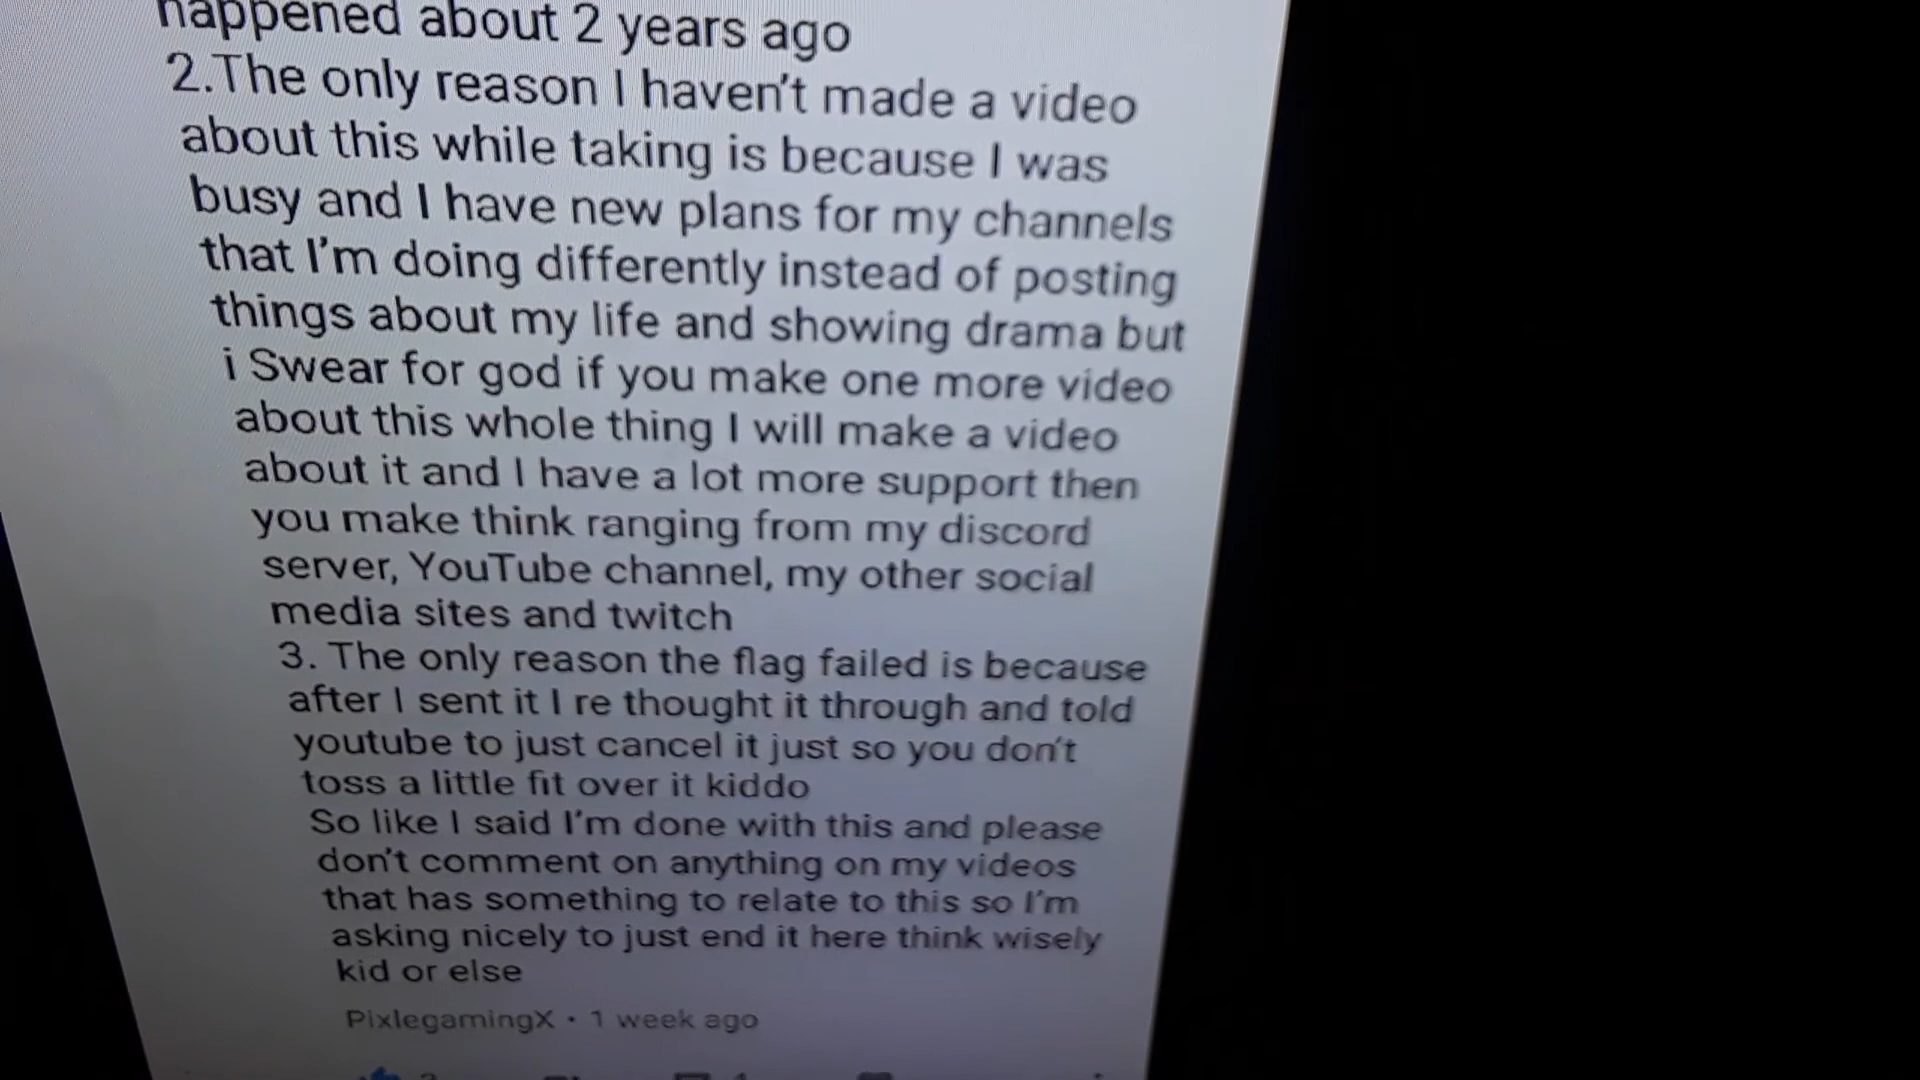 happened about 2 years ago
2.The only reason I haven't made a video
about this while taking is because I was
busy and I have new plans for my channels
that I'm doing differently instead of posting
things about my life and showing drama but
i Swear for god if you make one more video
about this whole thing I will make a video
about it and I have a lot more support then
you make think ranging from my discord
server, YouTube channel, my other social
media sites and twitch
3. The only reason the flag failed is because
after I sent it I re thought it through and told
youtube to just cancel it just so you don't
toss a little fit over it kiddo
So like I said I'm done with this and please
don't comment on anything on my videos
that has something to relate to this so I'm
asking nicely to just end it here think wisely
kid or else
PixlegamingX • 1 week ago